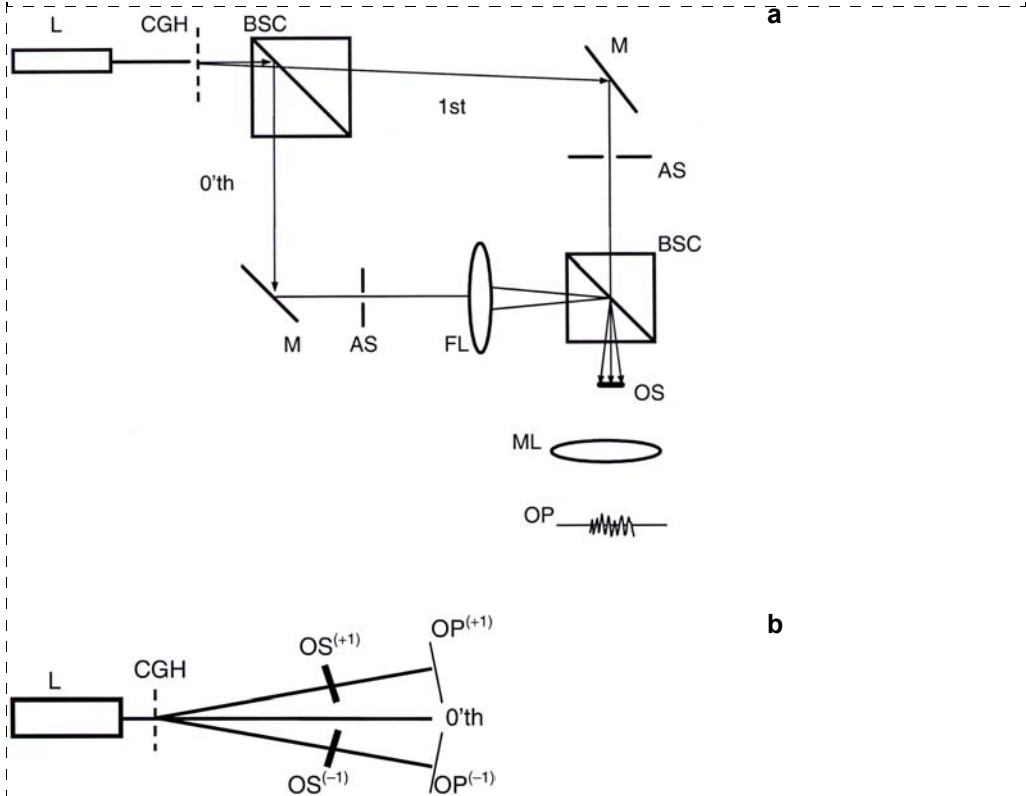 a
L CGH BSC
M
1st
AS
0'th
BSC
M AS FL
OS
ML
OP
b
OP(+1)
OS(+1)
CGH
L
0'th
OS(–1) OP(–1)